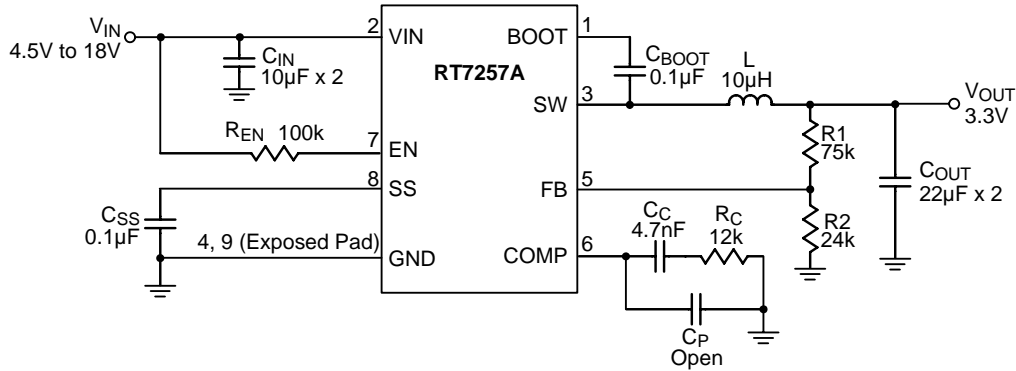 VIN
4.5V to 18V
CIN
10µF x 2
2
VIN
RT7257A
BOOT
1
CBOOT
0.1µF
L
10µH
SW
3
VOUT
3.3V
REN 100k
7
EN
R1
75k
COUT
22µF x 2
8
SS
FB
5
CSS
0.1µF
R2
24k
4, 9 (Exposed Pad)
GND
COMP
6
CC
4.7nF
RC
12k
CP
Open